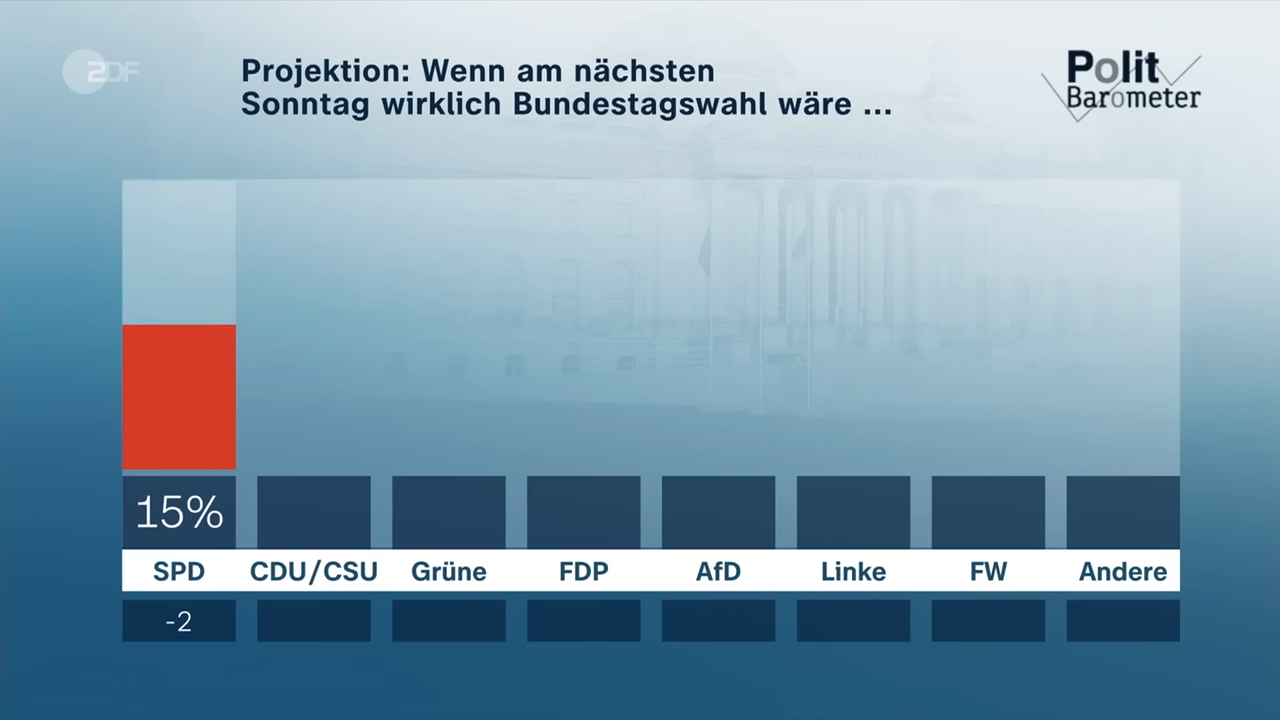 ZDF
Projektion: Wenn am nächsten
Sonntag wirklich Bundestagswahl wäre ...
Polit
Barometer
15%
SPD CDU/CSU Grüne FDP AfD Linke FW Andere
-2